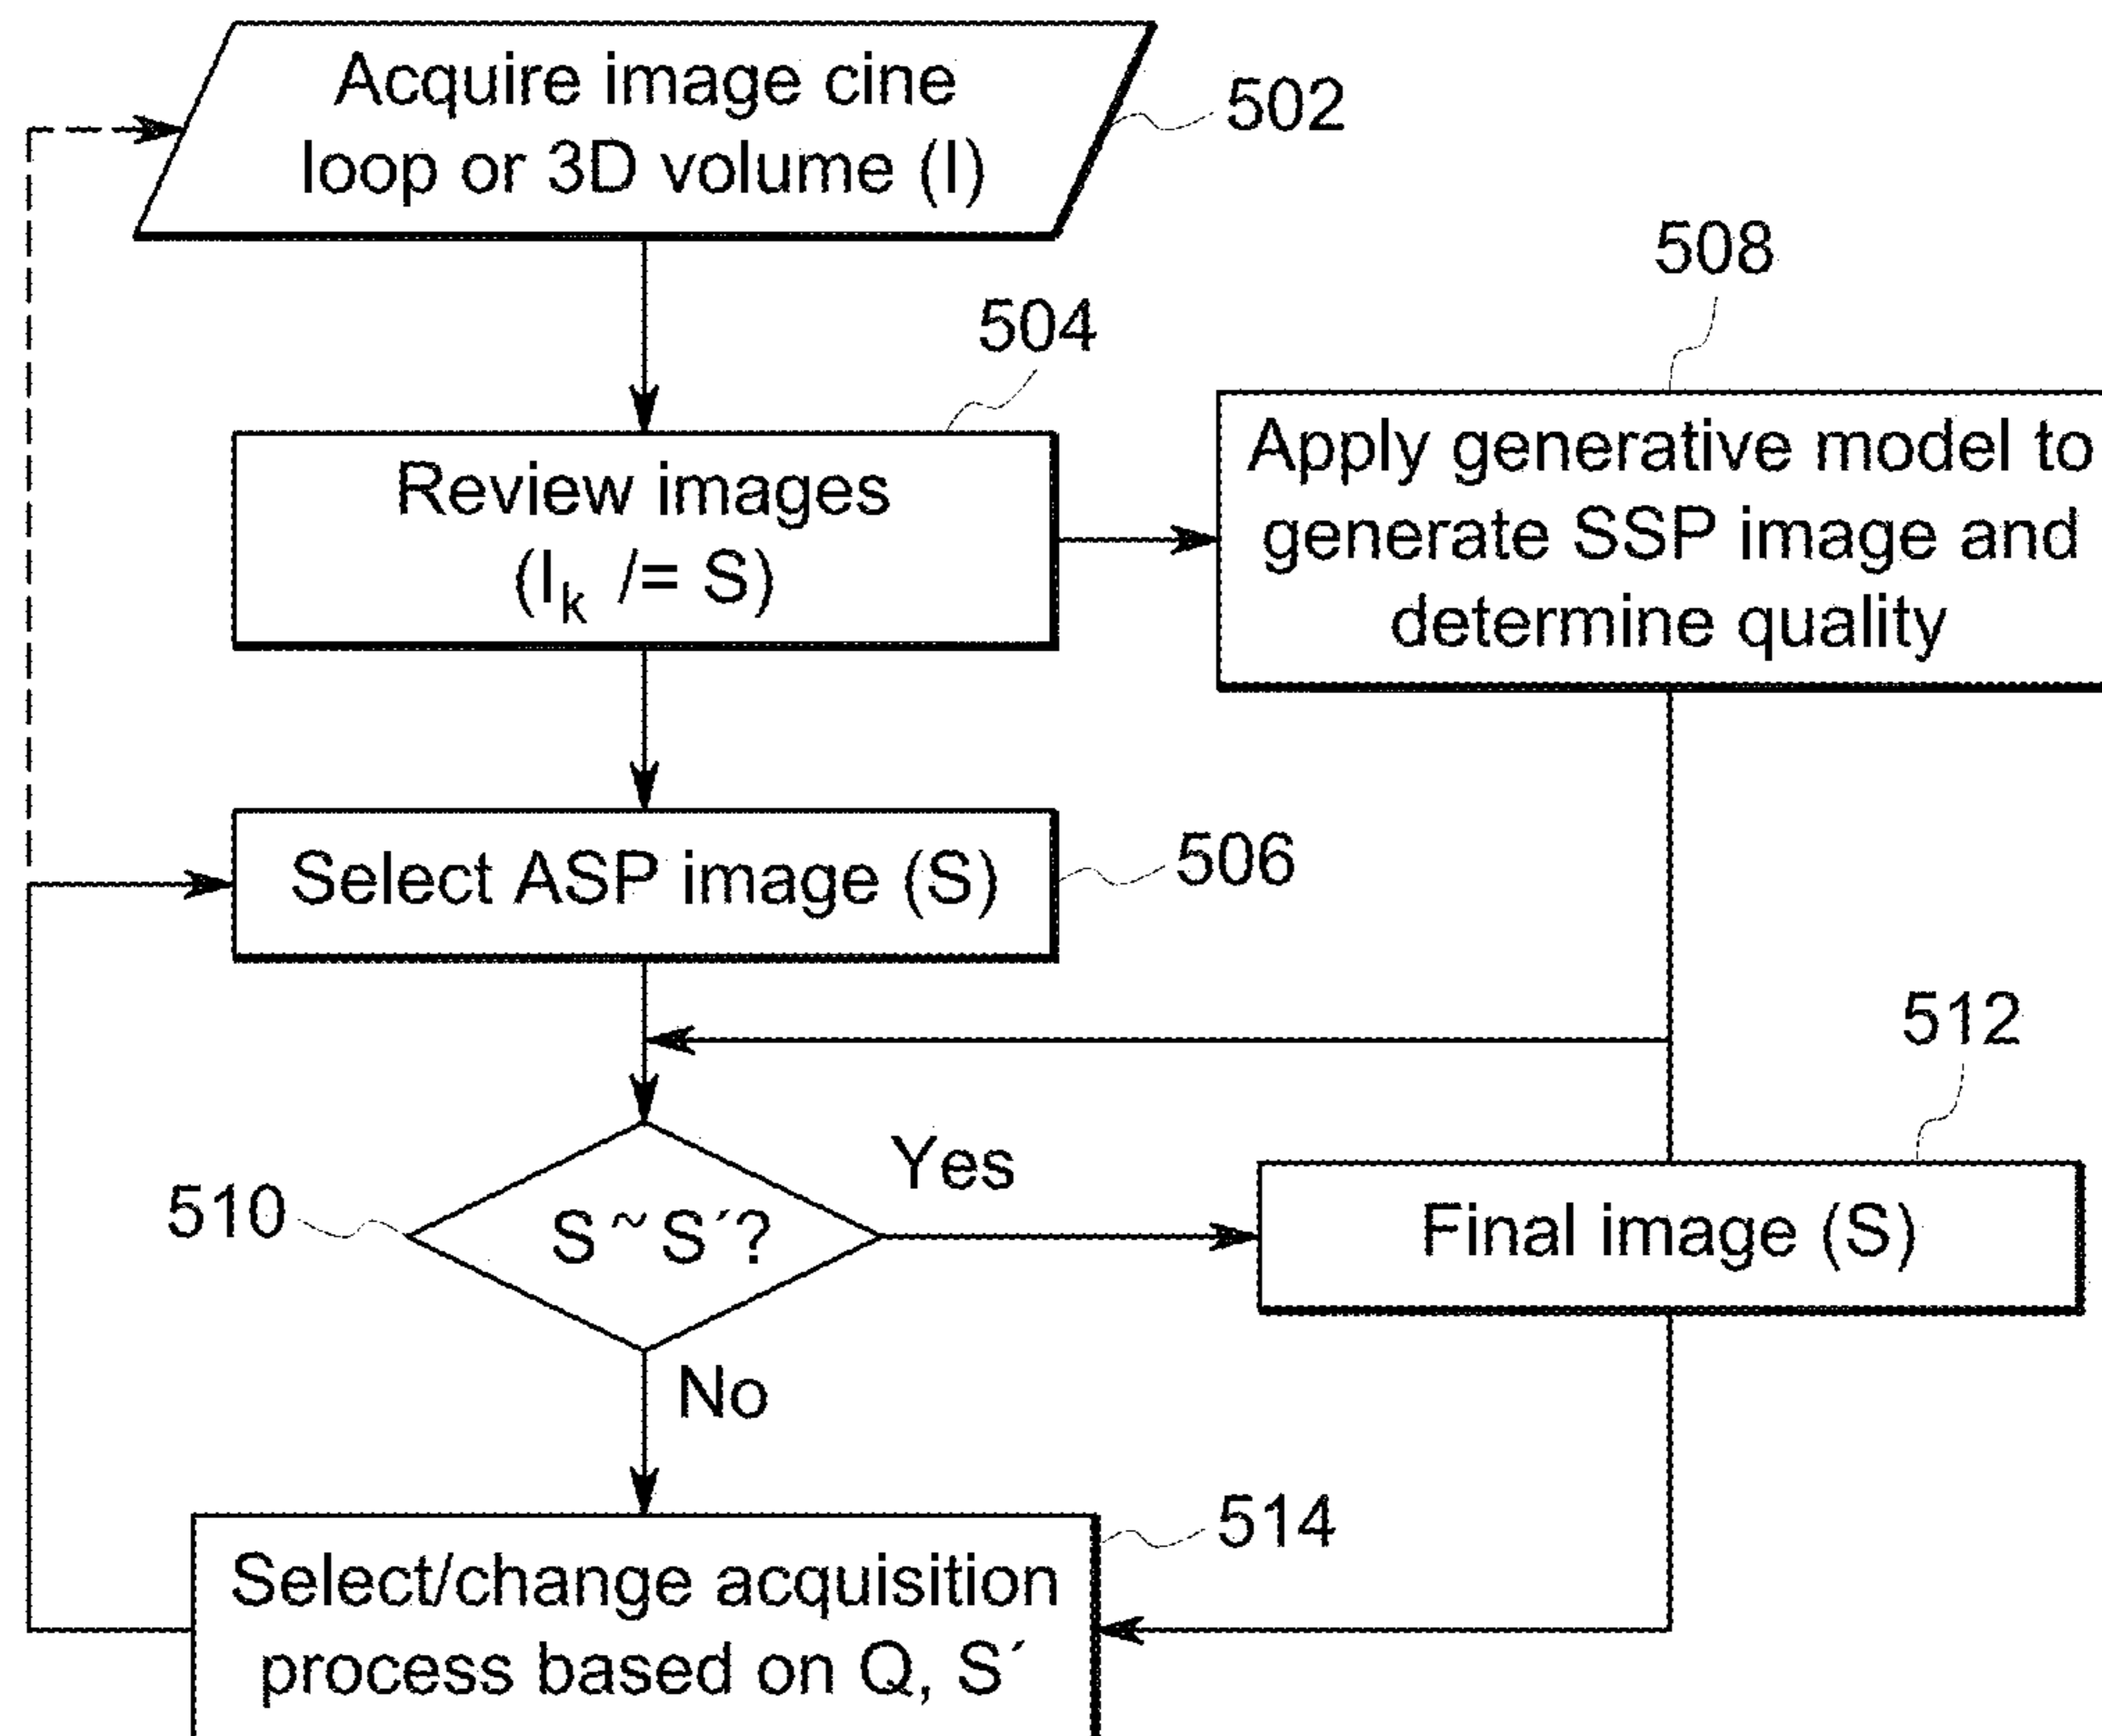 Acquire image cine
loop or 3D volume (I)
502
504
508
Review images
(Ik /= S)
Apply generative model to
generate SSP image and
determine quality
Select ASP image (S)
506
512
510
S ~ S´?
Yes
Final image (S)
No
514
Select/change acquisition
process based on Q, S´